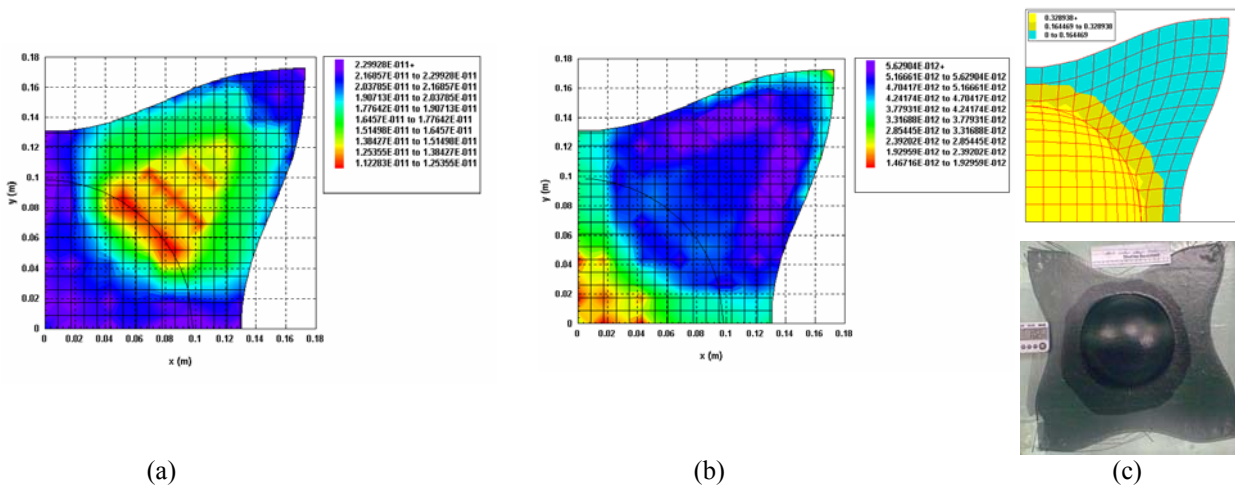 0.18
0.16
0.14
0.12
0.1
0.08
0.06
0.04
0.02
0
y (m)
0 0.02 0.04 0.06 0.08 0.1 0.12 0.14 0.16 0.18
x (m)
2.29928E-011+
2.16857E-011 to 2.29928E-011
2.03785E-011 to 2.16857E-011
1.90713E-011 to 2.03785E-011
1.77642E-011 to 1.90713E-011
1.6457E-011 to 1.77642E-011
1.51498E-011 to 1.6457E-011
1.38427E-011 to 1.51498E-011
1.25355E-011 to 1.38427E-011
1.12283E-011 to 1.25355E-011
(a)
0.18
0.16
0.14
0.12
0.1
0.08
0.06
0.04
0.02
0
y (m)
0 0.02 0.04 0.06 0.08 0.1 0.12 0.14 0.16 0.18
x (m)
5.62904E-012+
5.16661E-012 to 5.62904E-012
4.70417E-012 to 5.16661E-012
4.24174E-012 to 4.70417E-012
3.77931E-012 to 4.24174E-012
3.31688E-012 to 3.77931E-012
2.85445E-012 to 3.31688E-012
2.39202E-012 to 2.85445E-012
1.92959E-012 to 2.39202E-012
1.46716E-012 to 1.92959E-012
(b)
0.328938+
0.164469 to 0.328938
0 to 0.164469
(c)